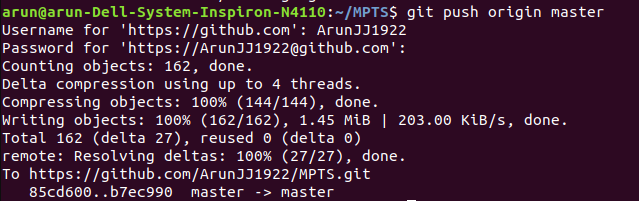 arun@arun-Dell-System-Inspiron-N4110:~/MPTS$ git push origin master
Username for 'https://github.com': ArunJJ1922
Password for 'https://ArunJJ1922@github.com':
Counting objects: 162, done.
Delta compression using up to 4 threads.
Compressing objects: 100% (144/144), done.
Writing objects: 100% (162/162), 1.45 MiB | 203.00 KiB/s, done.
Total 162 (delta 27), reused 0 (delta 0)
remote: Resolving deltas: 100% (27/27), done.
To https://github.com/ArunJJ1922/MPTS.git
   85cd600..b7ec990  master -> master